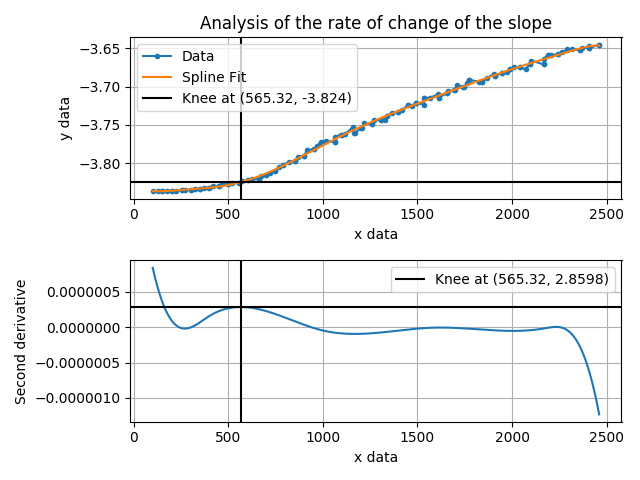 Analysis of the rate of change of the slope
y data
−3.65
−3.70
−3.75
−3.80
Data
Spline Fit
Knee at (565.32, -3.824)
0
500
1000
1500
2000
2500
x data
Second derivative
0.0000005
0.0000000
−0.0000005
−0.0000010
Knee at (565.32, 2.8598)
0
500
1000
1500
2000
2500
x data